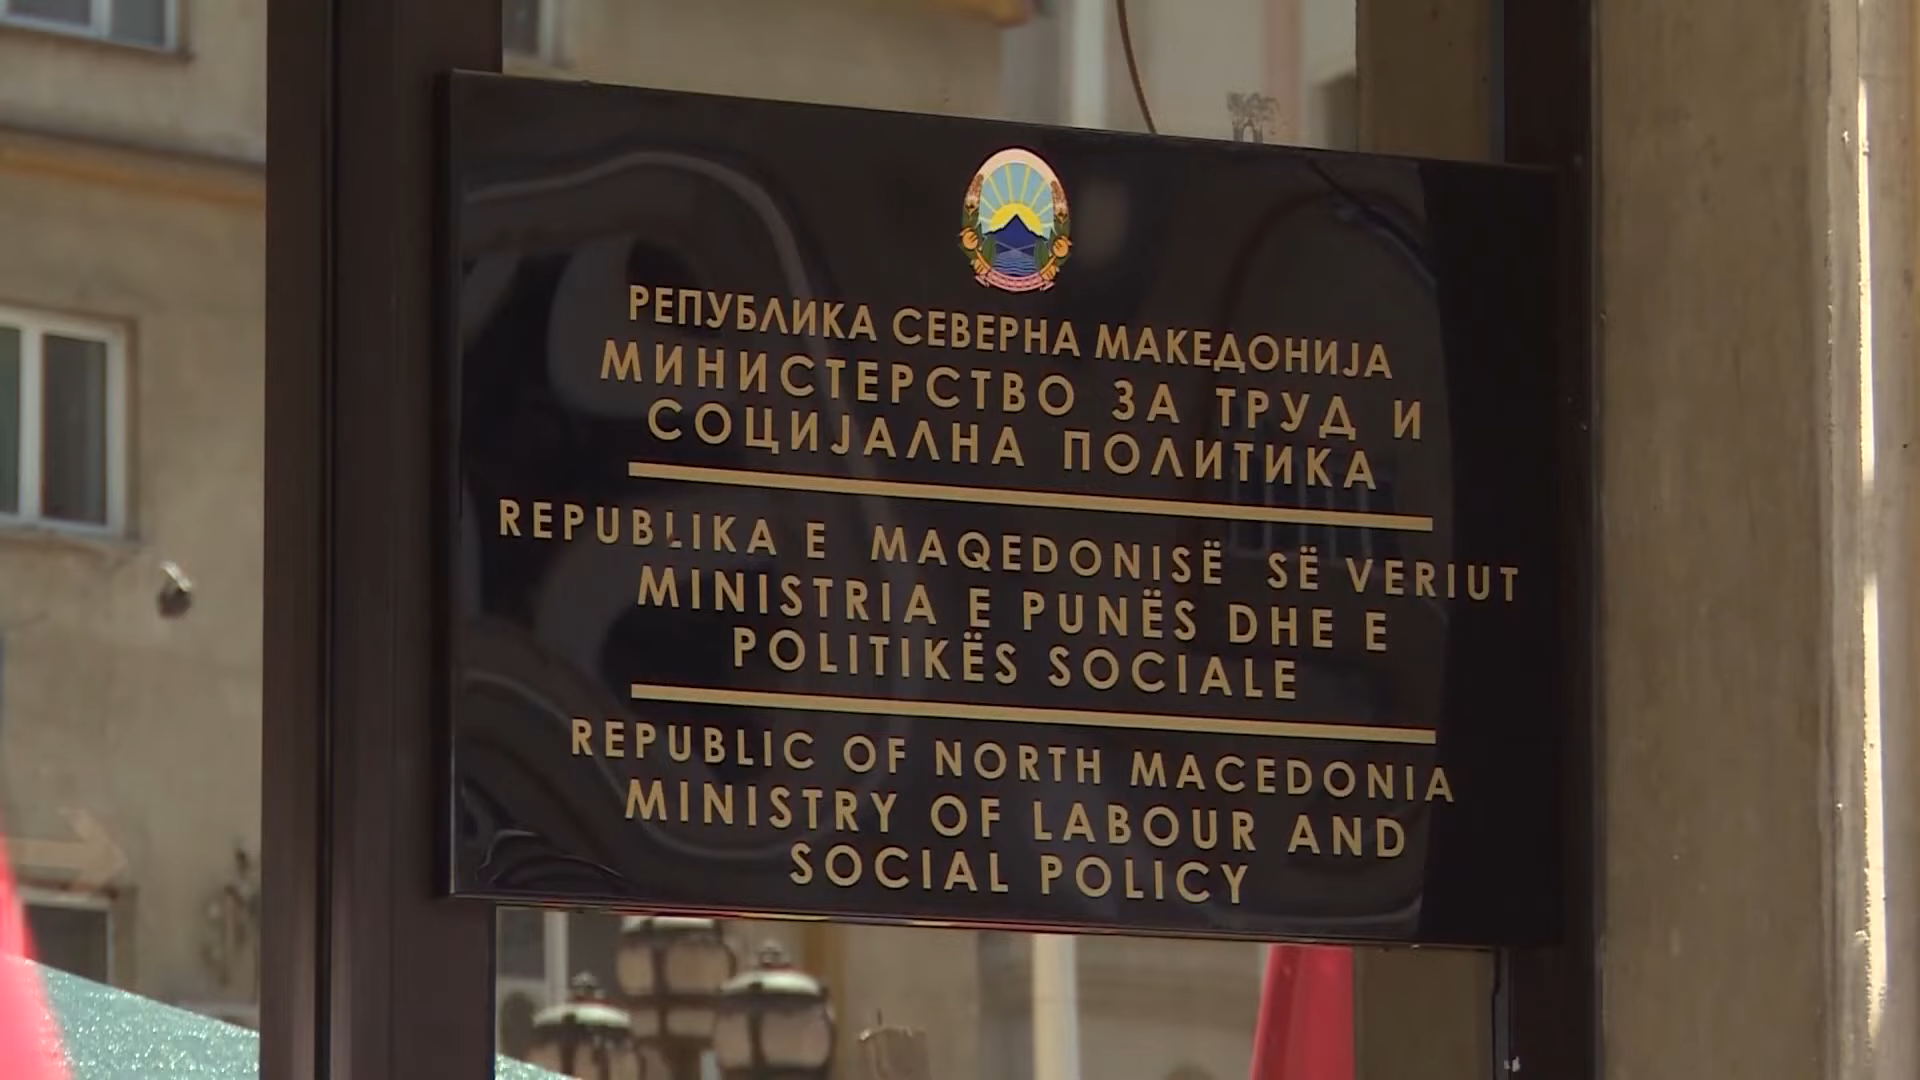 РЕПУБЛИКА СЕВЕРНА МАКЕДОНИЈА
МИНИСТЕРСТВО ЗА ТРУД И
СОЦИЈАЛНА ПОЛИТИКА
REPUBLIKA E MAQEDONISË SË VERIUT
MINISTRIA E PUNËS DHE E
POLITIKËS SOCIALE
REPUBLIC OF NORTH MACEDONIA
MINISTRY OF LABOUR AND
SOCIAL POLICY